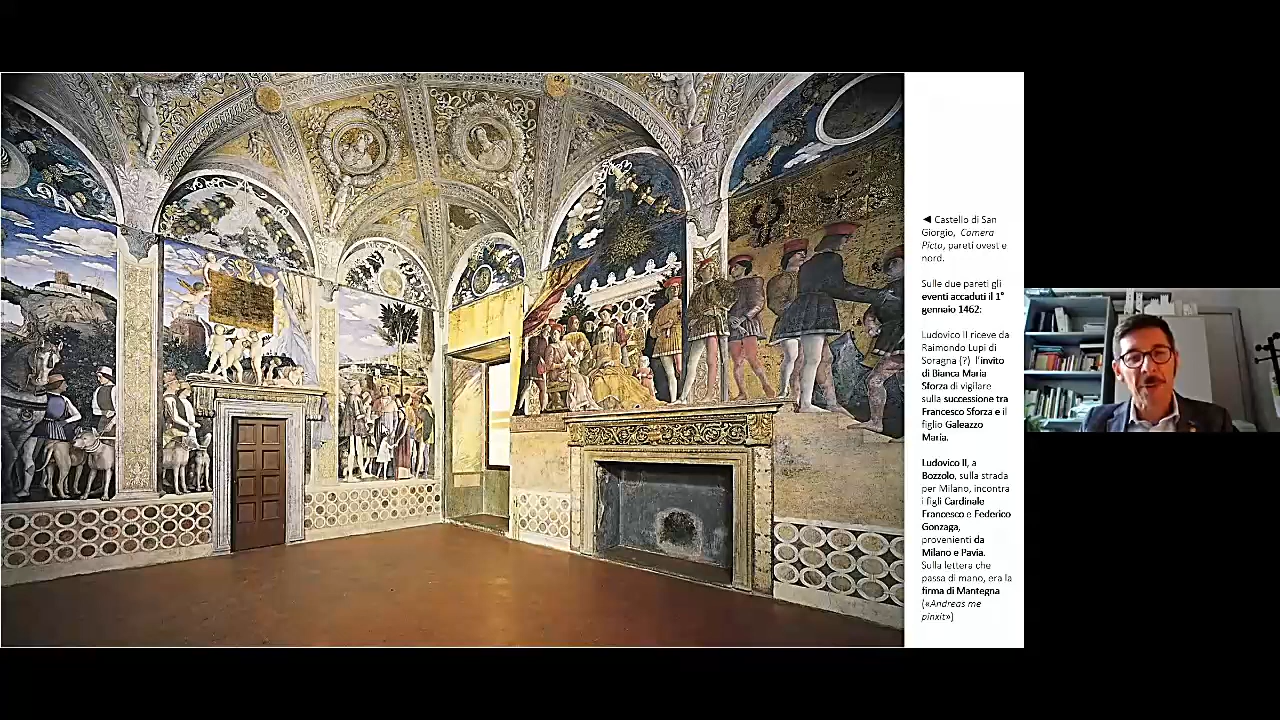 ◄ Castello di San
Giorgio, Camera
Picta, pareti ovest e
nord.
Sulle due pareti gli
eventi accaduti il 1°
gennaio 1462:
Ludovico II riceve da
Raimondo Lupi di
Soragna (?) l'invito
di Bianca Maria
Sforza di vigilare
sulla successione tra
Francesco Sforza e il
figlio Galeazzo
Maria.
Ludovico II, a
Bozzolo, sulla strada
per Milano, incontra
i figli Cardinale
Francesco e Federico
Gonzaga,
provenienti da
Milano e Pavia.
Sulla lettera che
passa di mano, era la
firma di Mantegna
(«Andreas me
pinxit»)